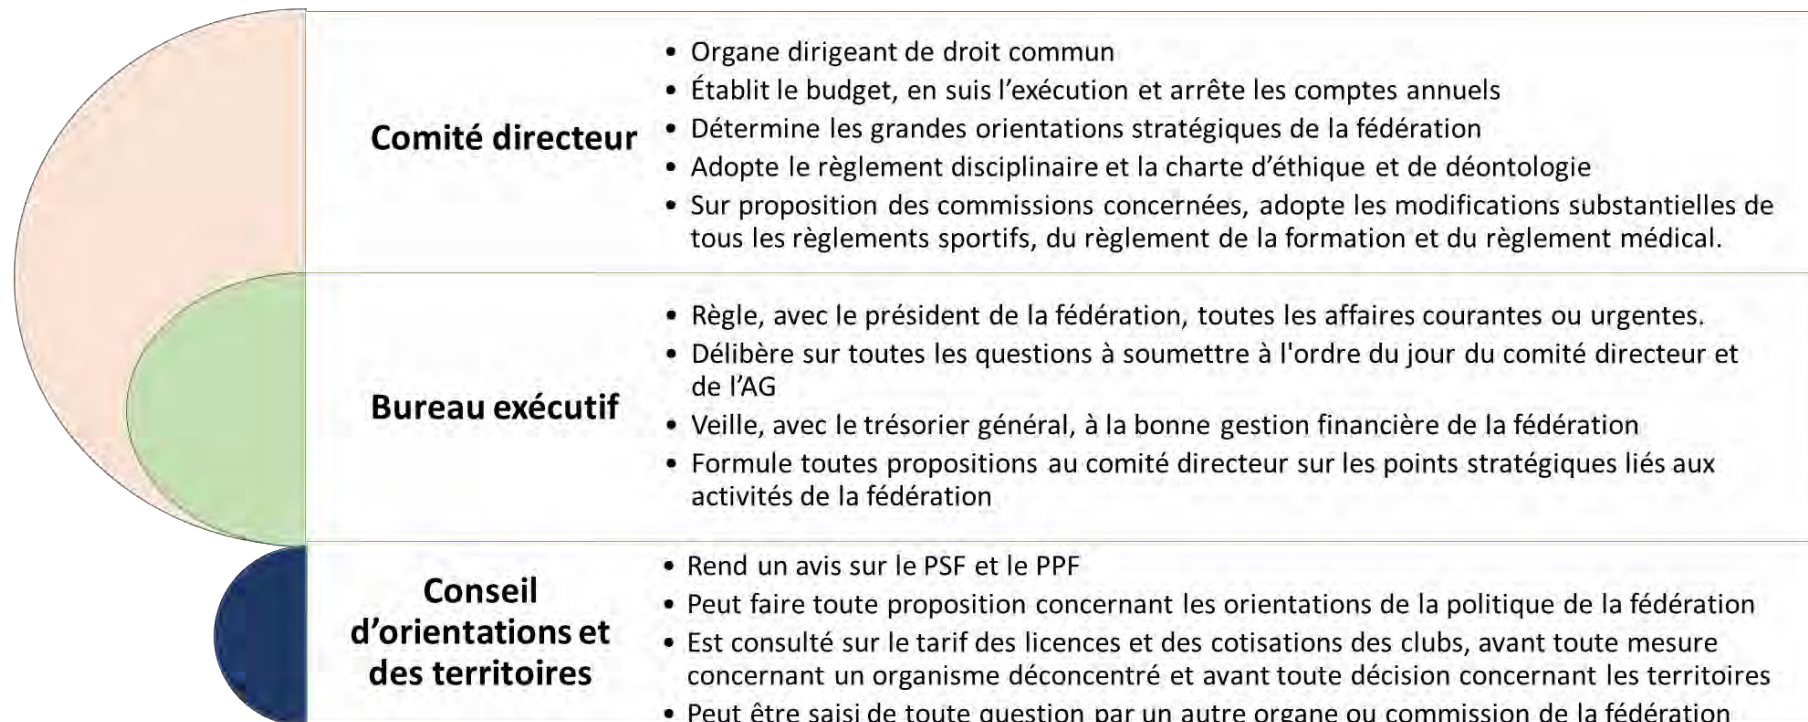 Comité directeur
• Organe dirigeant de droit commun
• Établit le budget, en suis l’exécution et arrête les comptes annuels
• Détermine les grandes orientations stratégiques de la fédération
• Adopte le règlement disciplinaire et la charte d’éthique et de déontologie
• Sur proposition des commissions concernées, adopte les modifications substantielles de
tous les règlements sportifs, du règlement de la formation et du règlement médical.
Bureau exécutif
• Règle, avec le président de la fédération, toutes les affaires courantes ou urgentes.
• Délibère sur toutes les questions à soumettre à l'ordre du jour du comité directeur et
de l’AG
• Veille, avec le trésorier général, à la bonne gestion financière de la fédération
• Formule toutes propositions au comité directeur sur les points stratégiques liés aux
activités de la fédération
Conseil
d’orientations et
des territoires
• Rend un avis sur le PSF et le PPF
• Peut faire toute proposition concernant les orientations de la politique de la fédération
• Est consulté sur le tarif des licences et des cotisations des clubs, avant toute mesure
concernant un organisme déconcentré et avant toute décision concernant les territoires
• Peut être saisi de toute question par un autre organe ou commission de la fédération